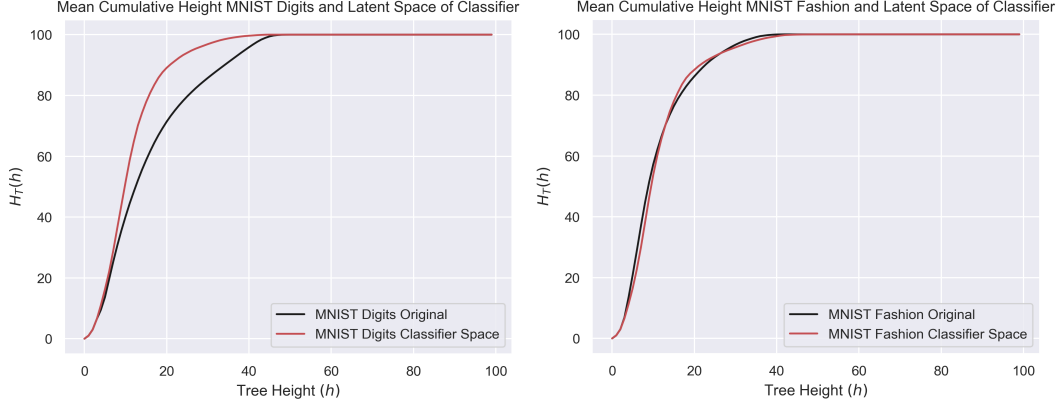 Mean Cumulative Height MNIST Digits and Latent Space of Classifier
100
80
60
40
20
0
H_T(h)
0 20 40 60 80 100
Tree Height (h)
MNIST Digits Original
MNIST Digits Classifier Space
Mean Cumulative Height MNIST Fashion and Latent Space of Classifier
100
80
60
40
20
0
H_T(h)
0 20 40 60 80 100
Tree Height (h)
MNIST Fashion Original
MNIST Fashion Classifier Space